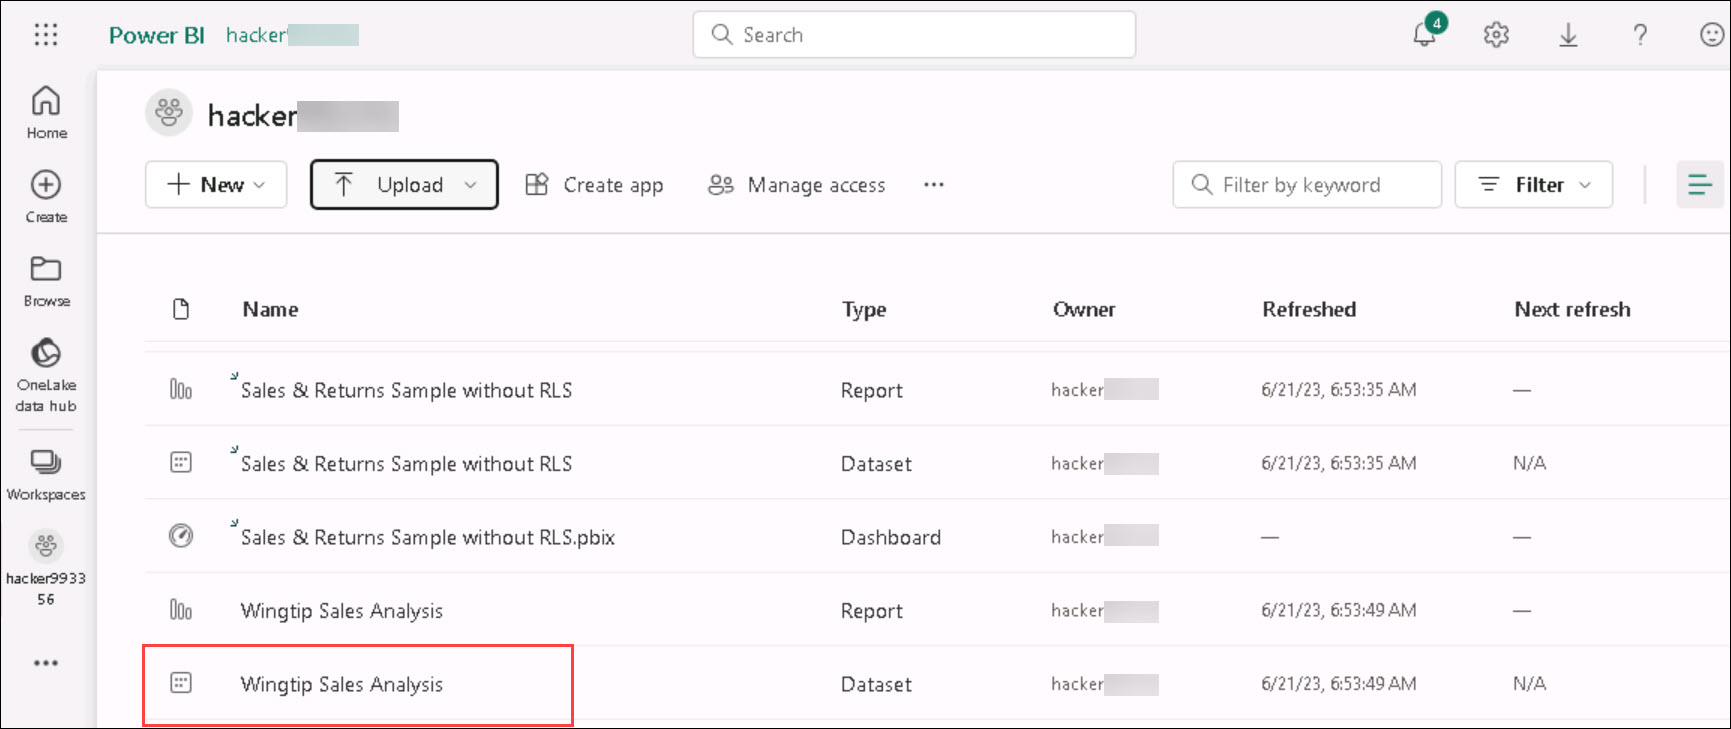 Power BI hacker
Search
4
?
Home
Create
Browse
OneLake
data hub
Workspaces
hacker9933
56
hacker
New
Upload
Create app
Manage access
Filter by keyword
Filter
Name Type Owner Refreshed Next refresh
Sales & Returns Sample without RLS Report hacker 6/21/23, 6:53:35 AM —
Sales & Returns Sample without RLS Dataset hacker 6/21/23, 6:53:35 AM N/A
Sales & Returns Sample without RLS.pbix Dashboard hacker — —
Wingtip Sales Analysis Report hacker 6/21/23, 6:53:49 AM —
Wingtip Sales Analysis Dataset hacker 6/21/23, 6:53:49 AM N/A